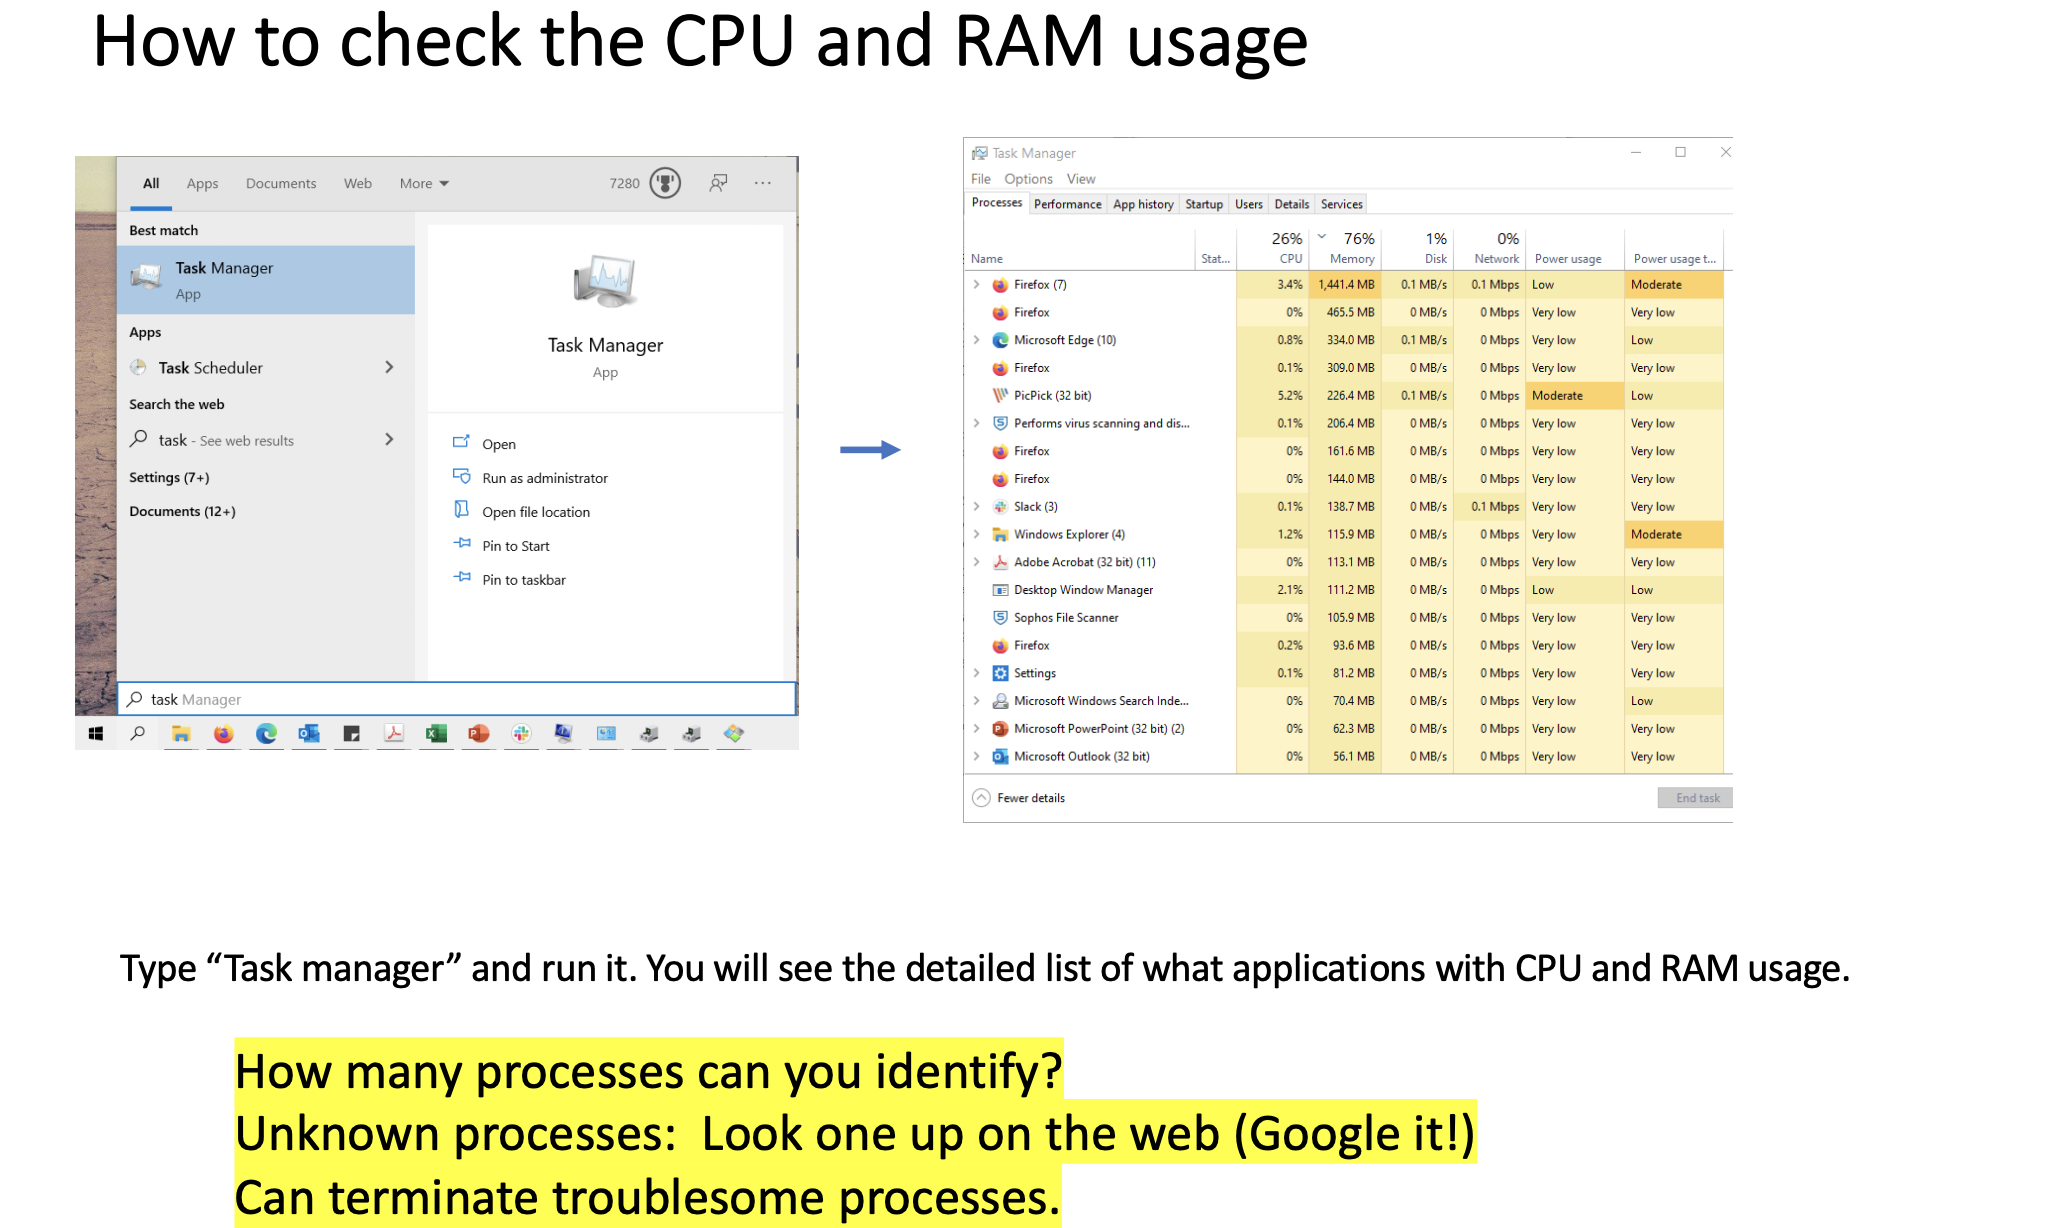 How to check the CPU and RAM usage
All Apps Documents Web More 7280 ...
Best match
Task Manager
App
Apps
Task Scheduler
Search the web
task - See web results
Settings (7+)
Documents (12+)
Task Manager
App
Open
Run as administrator
Open file location
Pin to Start
Pin to taskbar
task Manager
Task Manager
File Options View
Processes Performance App history Startup Users Details Services
26% 76% 1% 0%
Name Stat... CPU Memory Disk Network Power usage Power usage t...
Firefox (7) 3.4% 1,441.4 MB 0.1 MB/s 0.1 Mbps Low Moderate
Firefox 0% 465.5 MB 0 MB/s 0 Mbps Very low Very low
Microsoft Edge (10) 0.8% 334.0 MB 0.1 MB/s 0 Mbps Very low Low
Firefox 0.1% 309.0 MB 0 MB/s 0 Mbps Very low Very low
PicPick (32 bit) 5.2% 226.4 MB 0.1 MB/s 0 Mbps Moderate Low
Performs virus scanning and dis... 0.1% 206.4 MB 0 MB/s 0 Mbps Very low Very low
Firefox 0% 161.6 MB 0 MB/s 0 Mbps Very low Very low
Firefox 0% 144.0 MB 0 MB/s 0 Mbps Very low Very low
Slack (3) 0.1% 138.7 MB 0 MB/s 0.1 Mbps Very low Very low
Windows Explorer (4) 1.2% 115.9 MB 0 MB/s 0 Mbps Very low Moderate
Adobe Acrobat (32 bit) (11) 0% 113.1 MB 0 MB/s 0 Mbps Very low Very low
Desktop Window Manager 2.1% 111.2 MB 0 MB/s 0 Mbps Low Low
Sophos File Scanner 0% 105.9 MB 0 MB/s 0 Mbps Very low Very low
Firefox 0.2% 93.6 MB 0 MB/s 0 Mbps Very low Very low
Settings 0.1% 81.2 MB 0 MB/s 0 Mbps Very low Very low
Microsoft Windows Search Inde... 0% 70.4 MB 0 MB/s 0 Mbps Very low Low
Microsoft PowerPoint (32 bit) (2) 0% 62.3 MB 0 MB/s 0 Mbps Very low Very low
Microsoft Outlook (32 bit) 0% 56.1 MB 0 MB/s 0 Mbps Very low Very low
Fewer details End task
Type “Task manager” and run it. You will see the detailed list of what applications with CPU and RAM usage.
How many processes can you identify?
Unknown processes: Look one up on the web (Google it!)
Can terminate troublesome processes.